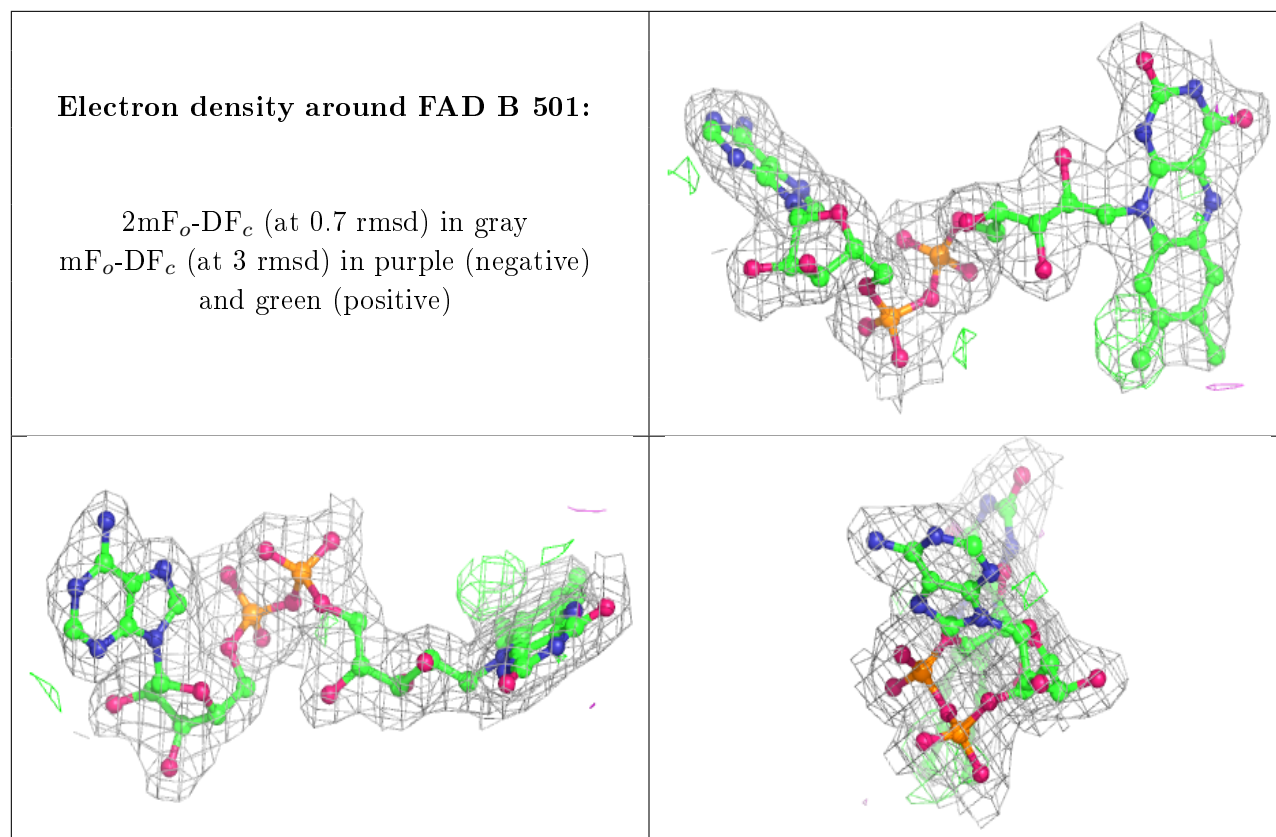 Electron density around FAD B 501:
2mFo-DFc (at 0.7 rmsd) in gray
mFo-DFc (at 3 rmsd) in purple (negative)
and green (positive)